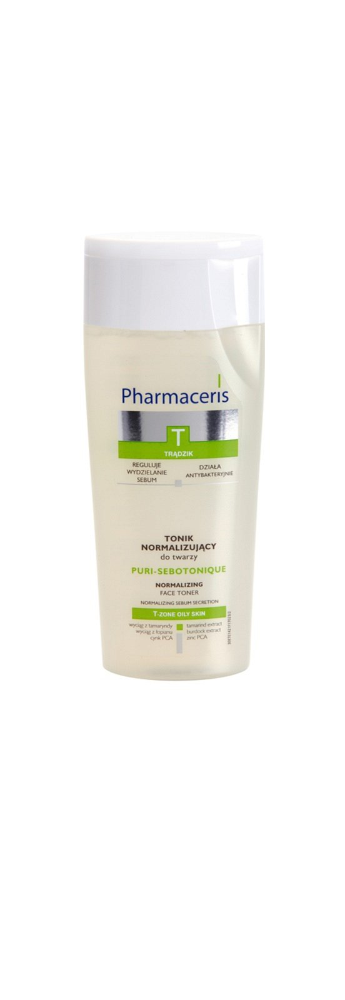 Pharmaceris
T
TRĄDZIK
REGULUJE
WYDZIELANIE
SEBUM
DZIAŁA
ANTYBAKTERYJNIE
TONIK
NORMALIZUJĄCY
do twarzy
PURI-SEBOTONIQUE
NORMALIZING
FACE TONER
NORMALIZING SEBUM SECRETION
T-ZONE OILY SKIN
wyciąg z tamaryndy
wyciąg z łopianu
cynk PCA
tamarind extract
burdock extract
zinc PCA